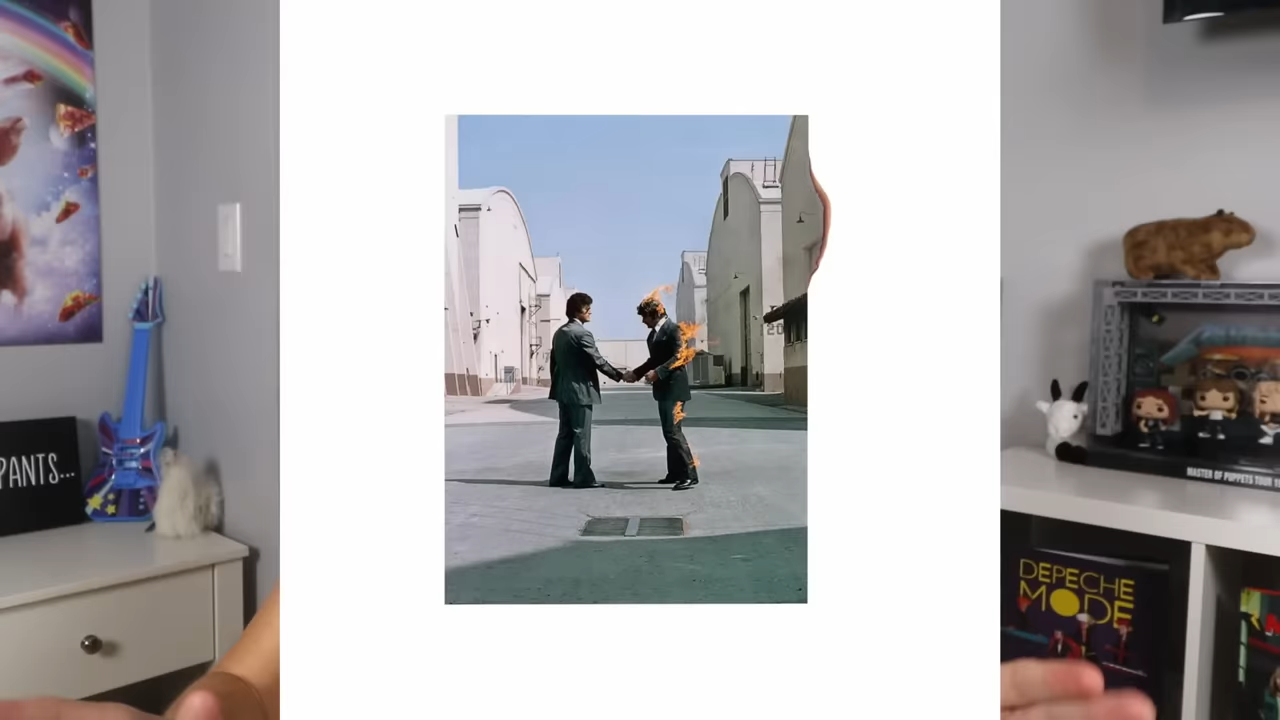 PANTS...
20
MASTER OF PUPPETS TOUR
DEPECHE
MODE